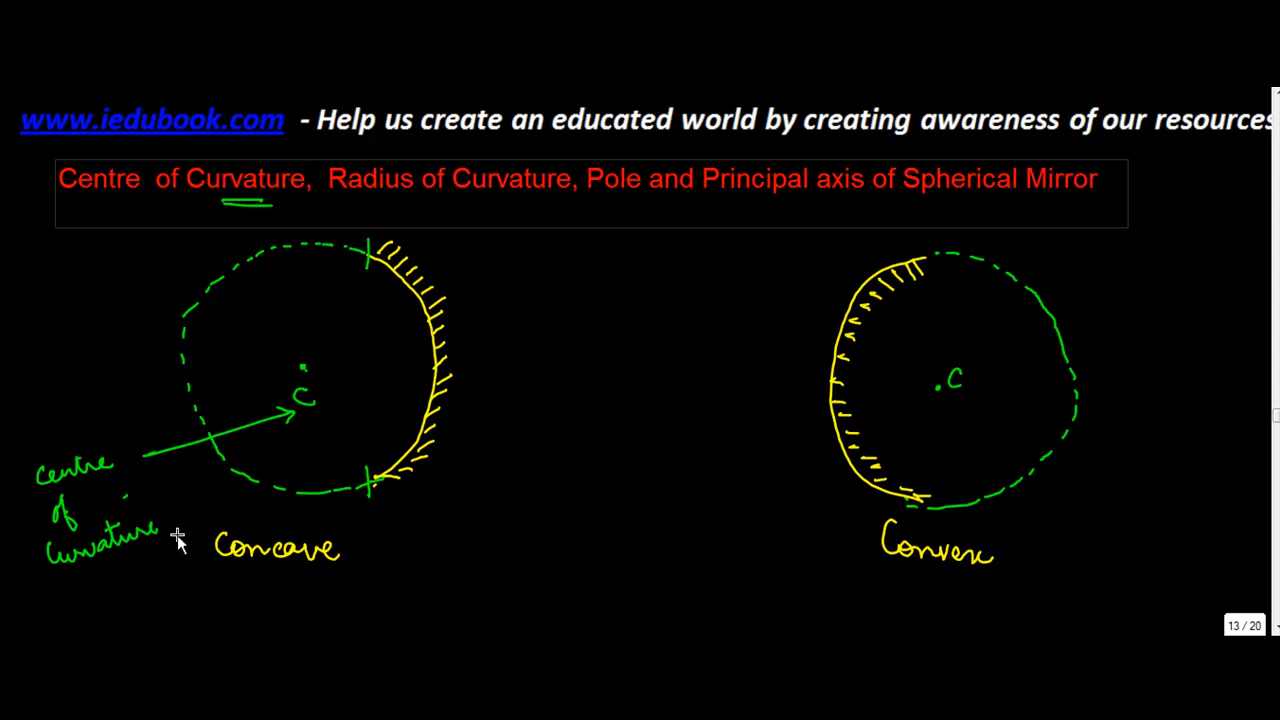 www.iedubook.com - Help us create an educated world by creating awareness of our resources
Centre of Curvature, Radius of Curvature, Pole and Principal axis of Spherical Mirror
C
C
centre
of
curvature
Concave
Convex
13 / 20